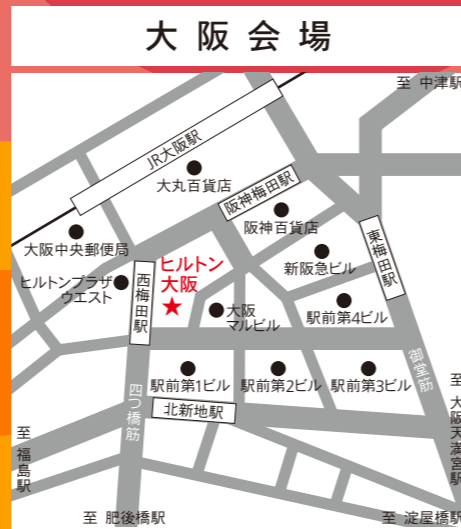 大阪会場
至 中津駅
JR大阪駅
大丸百貨店
阪神梅田駅
阪神百貨店
大阪中央郵便局
東梅田駅
新阪急ビル
ヒルトン
大阪
ヒルトンプラザ
ウエスト
西梅田駅
大阪
マルビル
駅前第4ビル
御堂筋
駅前第1ビル
駅前第2ビル
駅前第3ビル
四つ橋筋
北新地駅
至 大阪天満宮駅
至 福島駅
至 肥後橋駅
至 淀屋橋駅